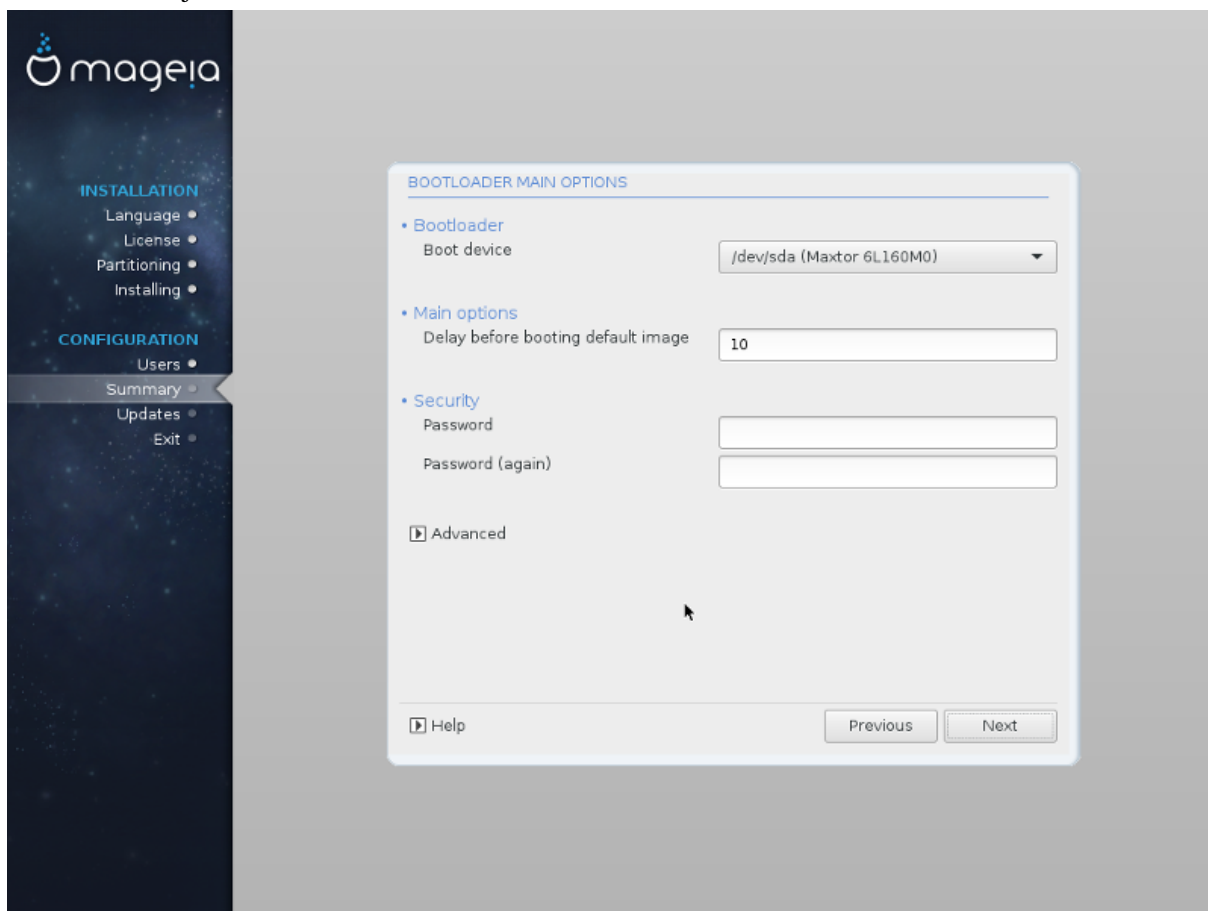 mageia
INSTALLATION
Language
License
Partitioning
Installing
CONFIGURATION
Users
Summary
Updates
Exit
BOOTLOADER MAIN OPTIONS
• Bootloader
Boot device /dev/sda (Maxtor 6L160M0)
• Main options
Delay before booting default image 10
• Security
Password
Password (again)
Advanced
Help Previous Next